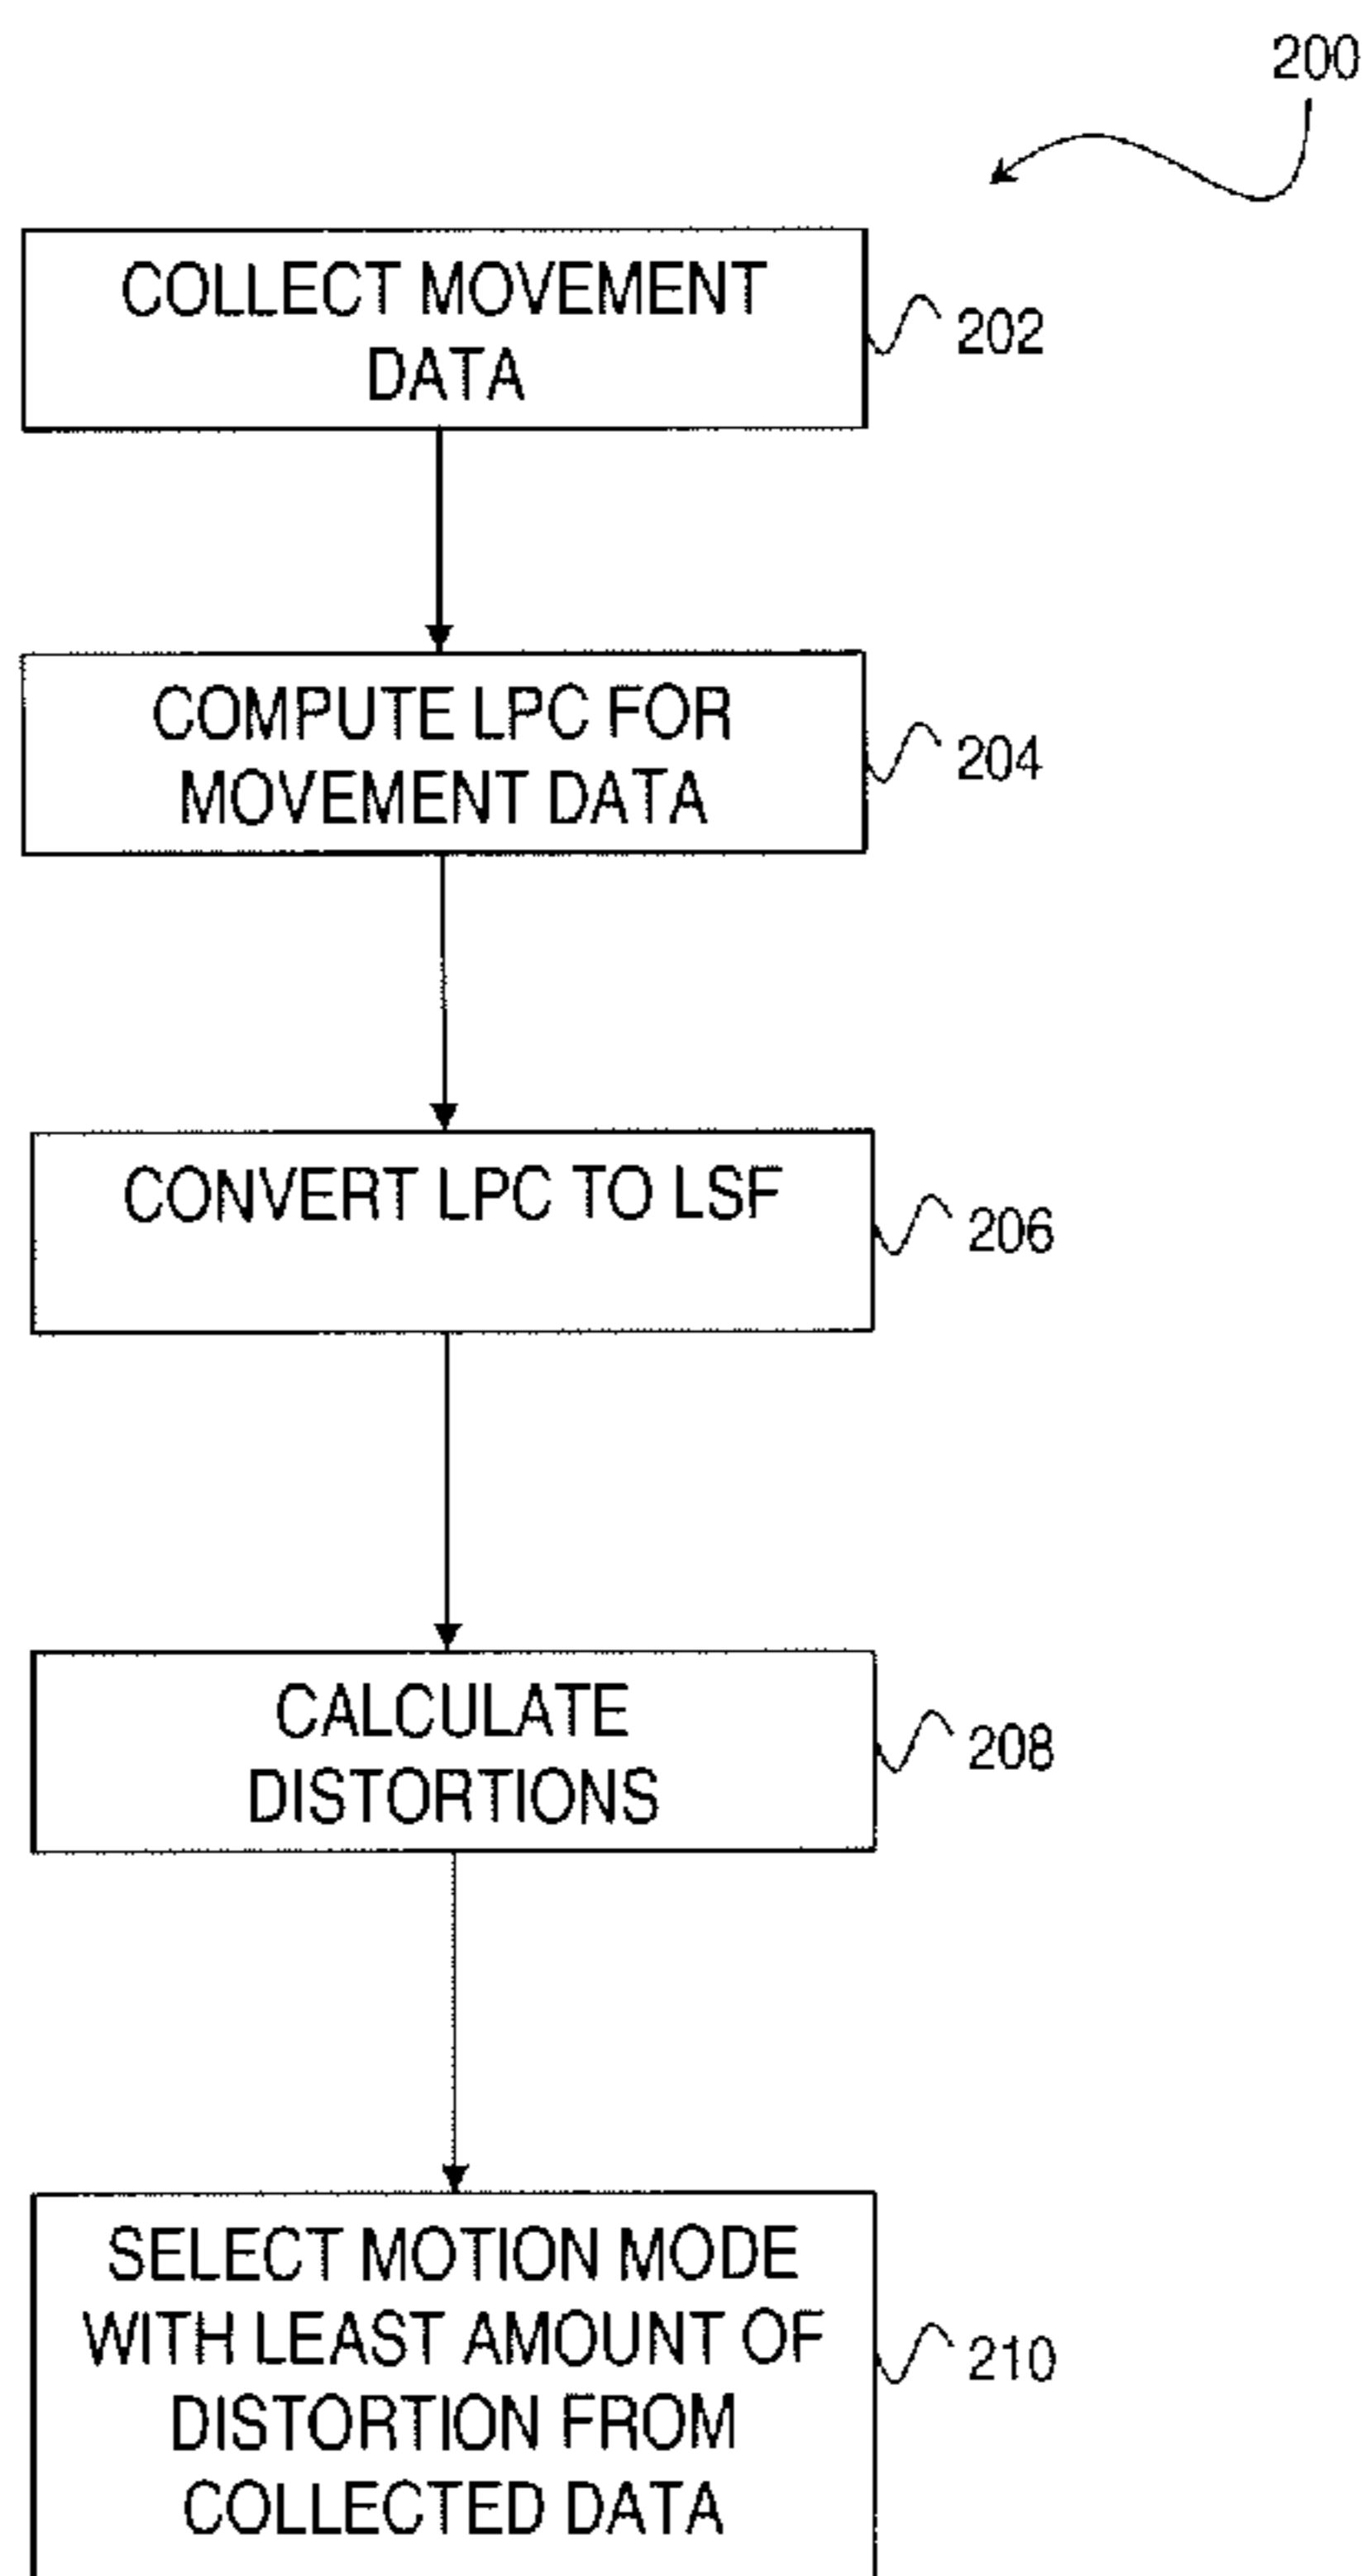 200
COLLECT MOVEMENT
DATA
202
COMPUTE LPC FOR
MOVEMENT DATA
204
CONVERT LPC TO LSF
206
CALCULATE
DISTORTIONS
208
SELECT MOTION MODE
WITH LEAST AMOUNT OF
DISTORTION FROM
COLLECTED DATA
210